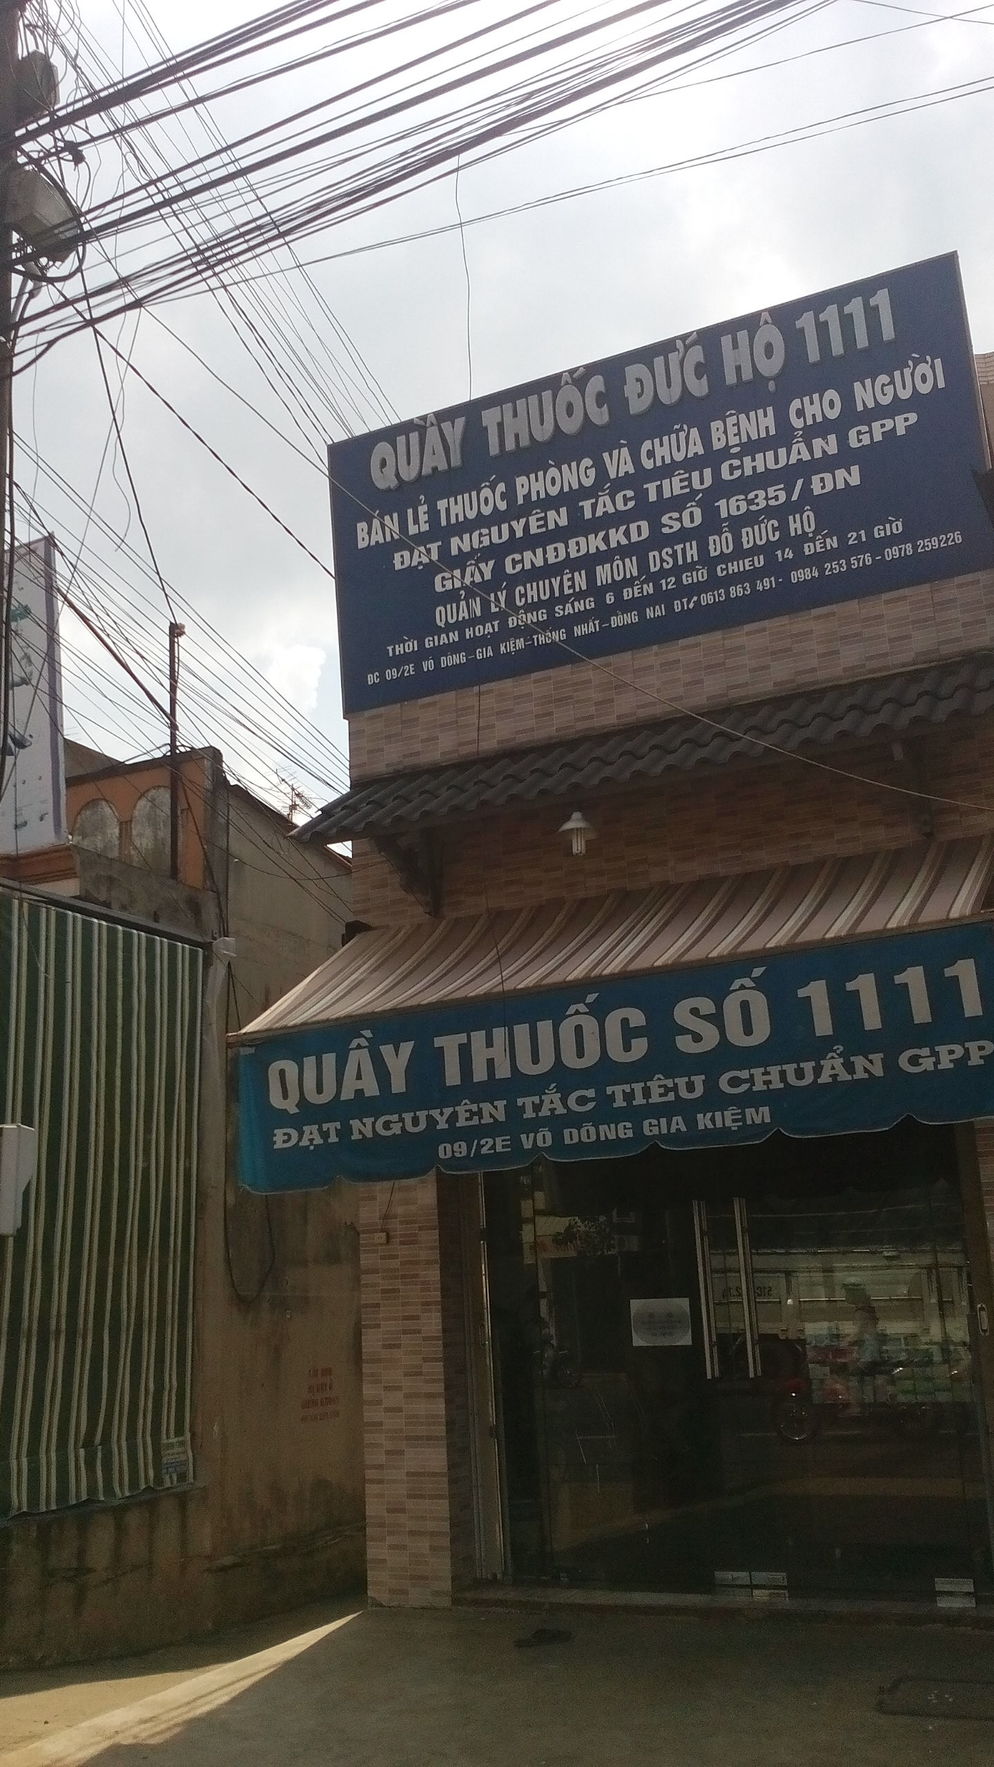 QUẦY THUỐC ĐỨC HỘ 1111
BÁN LẺ THUỐC PHÒNG VÀ CHỮA BỆNH CHO NGƯỜI
ĐẠT NGUYÊN TẮC TIÊU CHUẨN GPP
GIẤY CNĐĐKKD SỐ 1635/ĐN
QUẢN LÝ CHUYÊN MÔN DSTH ĐỖ ĐỨC HỘ
THỜI GIAN HOẠT ĐỘNG SÁNG 6 ĐẾN 12 GIỜ CHIEU 14 ĐẾN 21 GIỜ
ĐC 09/2E VÕ DÕNG-GIA KIỆM-THỐNG NHẤT-ĐỒNG NAI ĐT: 0613 863 491- 0984 253 576 - 0978 259226
QUẦY THUỐC SỐ 1111
ĐẠT NGUYÊN TẮC TIÊU CHUẨN GPP
09/2E VÕ DÕNG GIA KIỆM